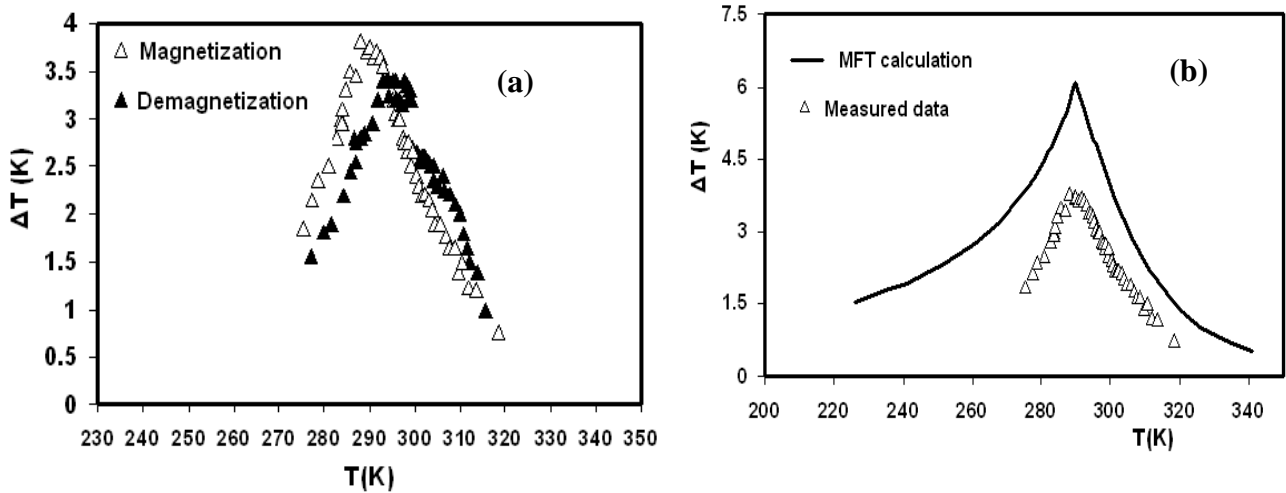 4
3.5
3
2.5
2
1.5
1
0.5
0
ΔT (K)
Magnetization
Demagnetization
(a)
230 240 250 260 270 280 290 300 310 320 330 340 350
T(K)
7.5
6
4.5
3
1.5
0
ΔT (K)
MFT calculation
Measured data
(b)
200 220 240 260 280 300 320 340
T(K)